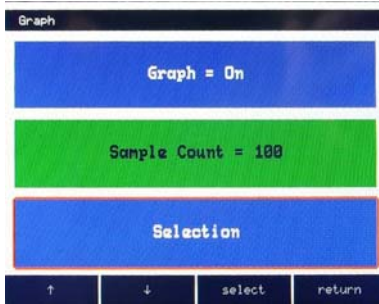 Graph
Graph = On
Sample Count = 100
Selection
↑ ↓ select return